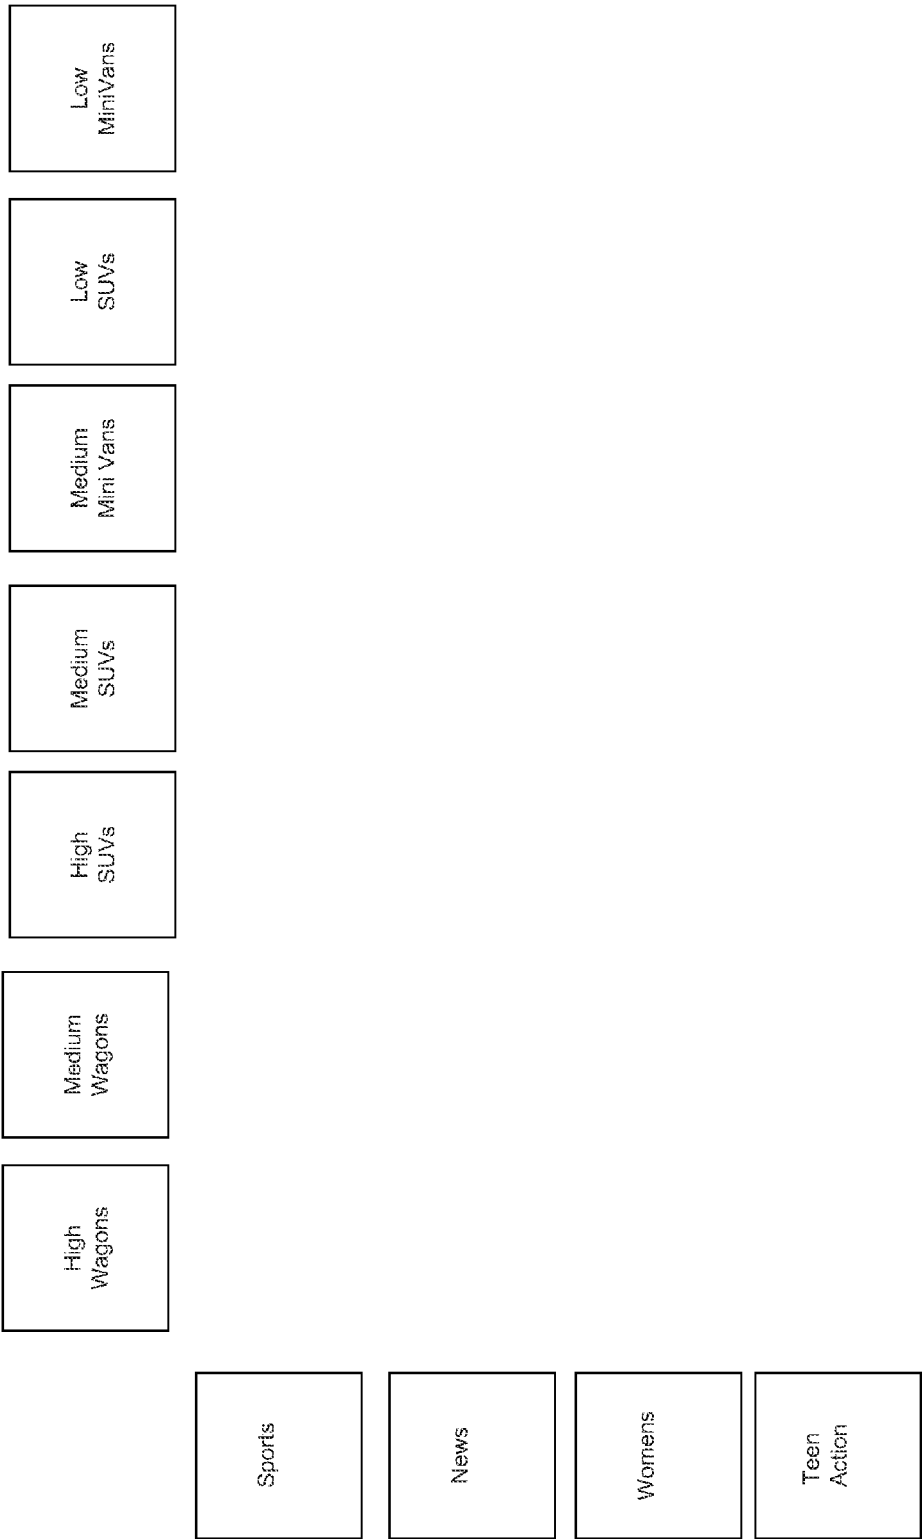 High
Wagons
Medium
Wagons
High
SUVs
Medium
SUVs
Medium
Mini Vans
Low
SUVs
Low
MiniVans
Sports
News
Womens
Teen
Action